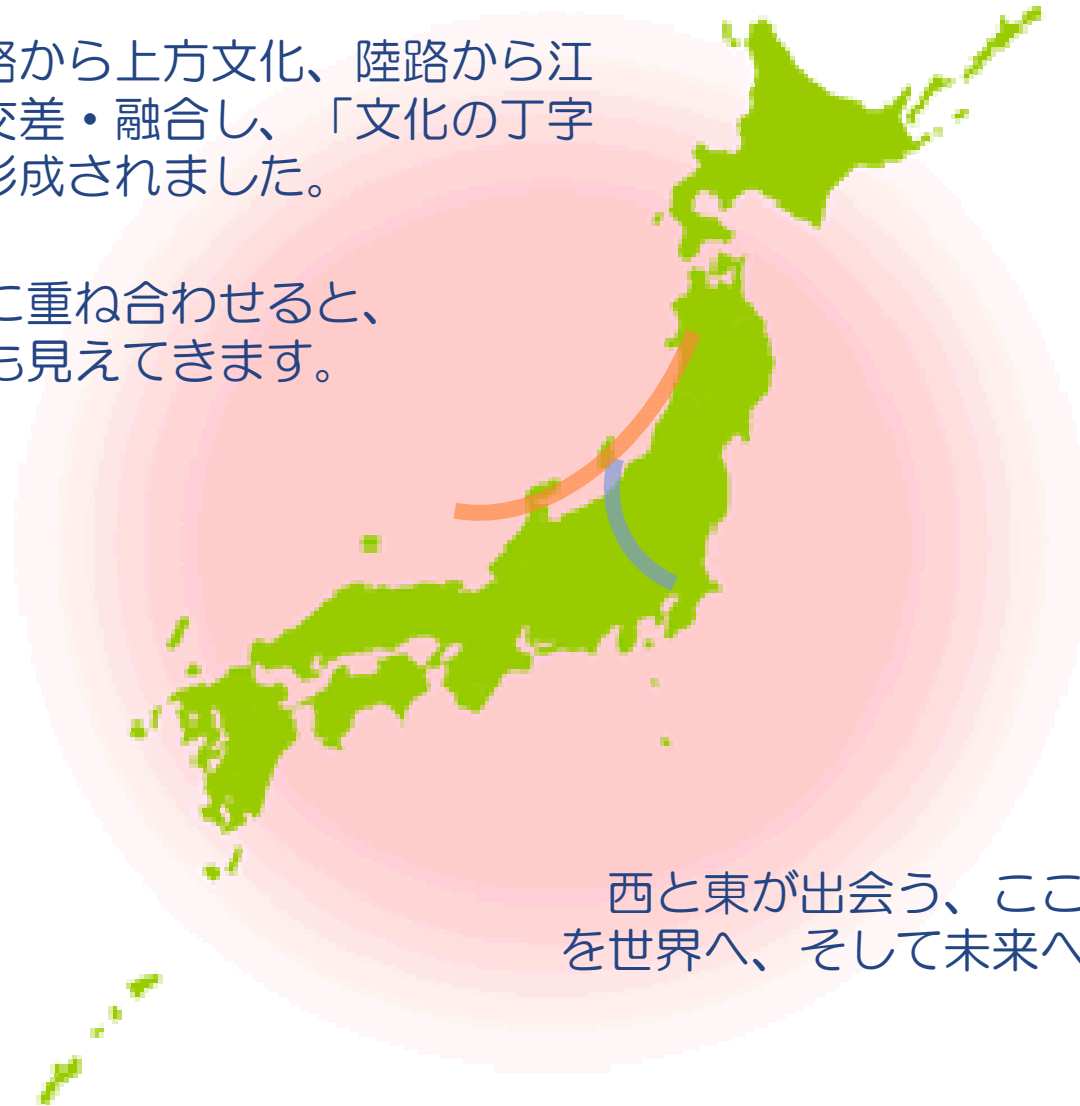 路から上方文化、陸路から江
交差・融合し、「文化の丁字
形成されました。
に重ね合わせると、
も見えてきます。
西と東が出会う、ここ
を世界へ、そして未来へ